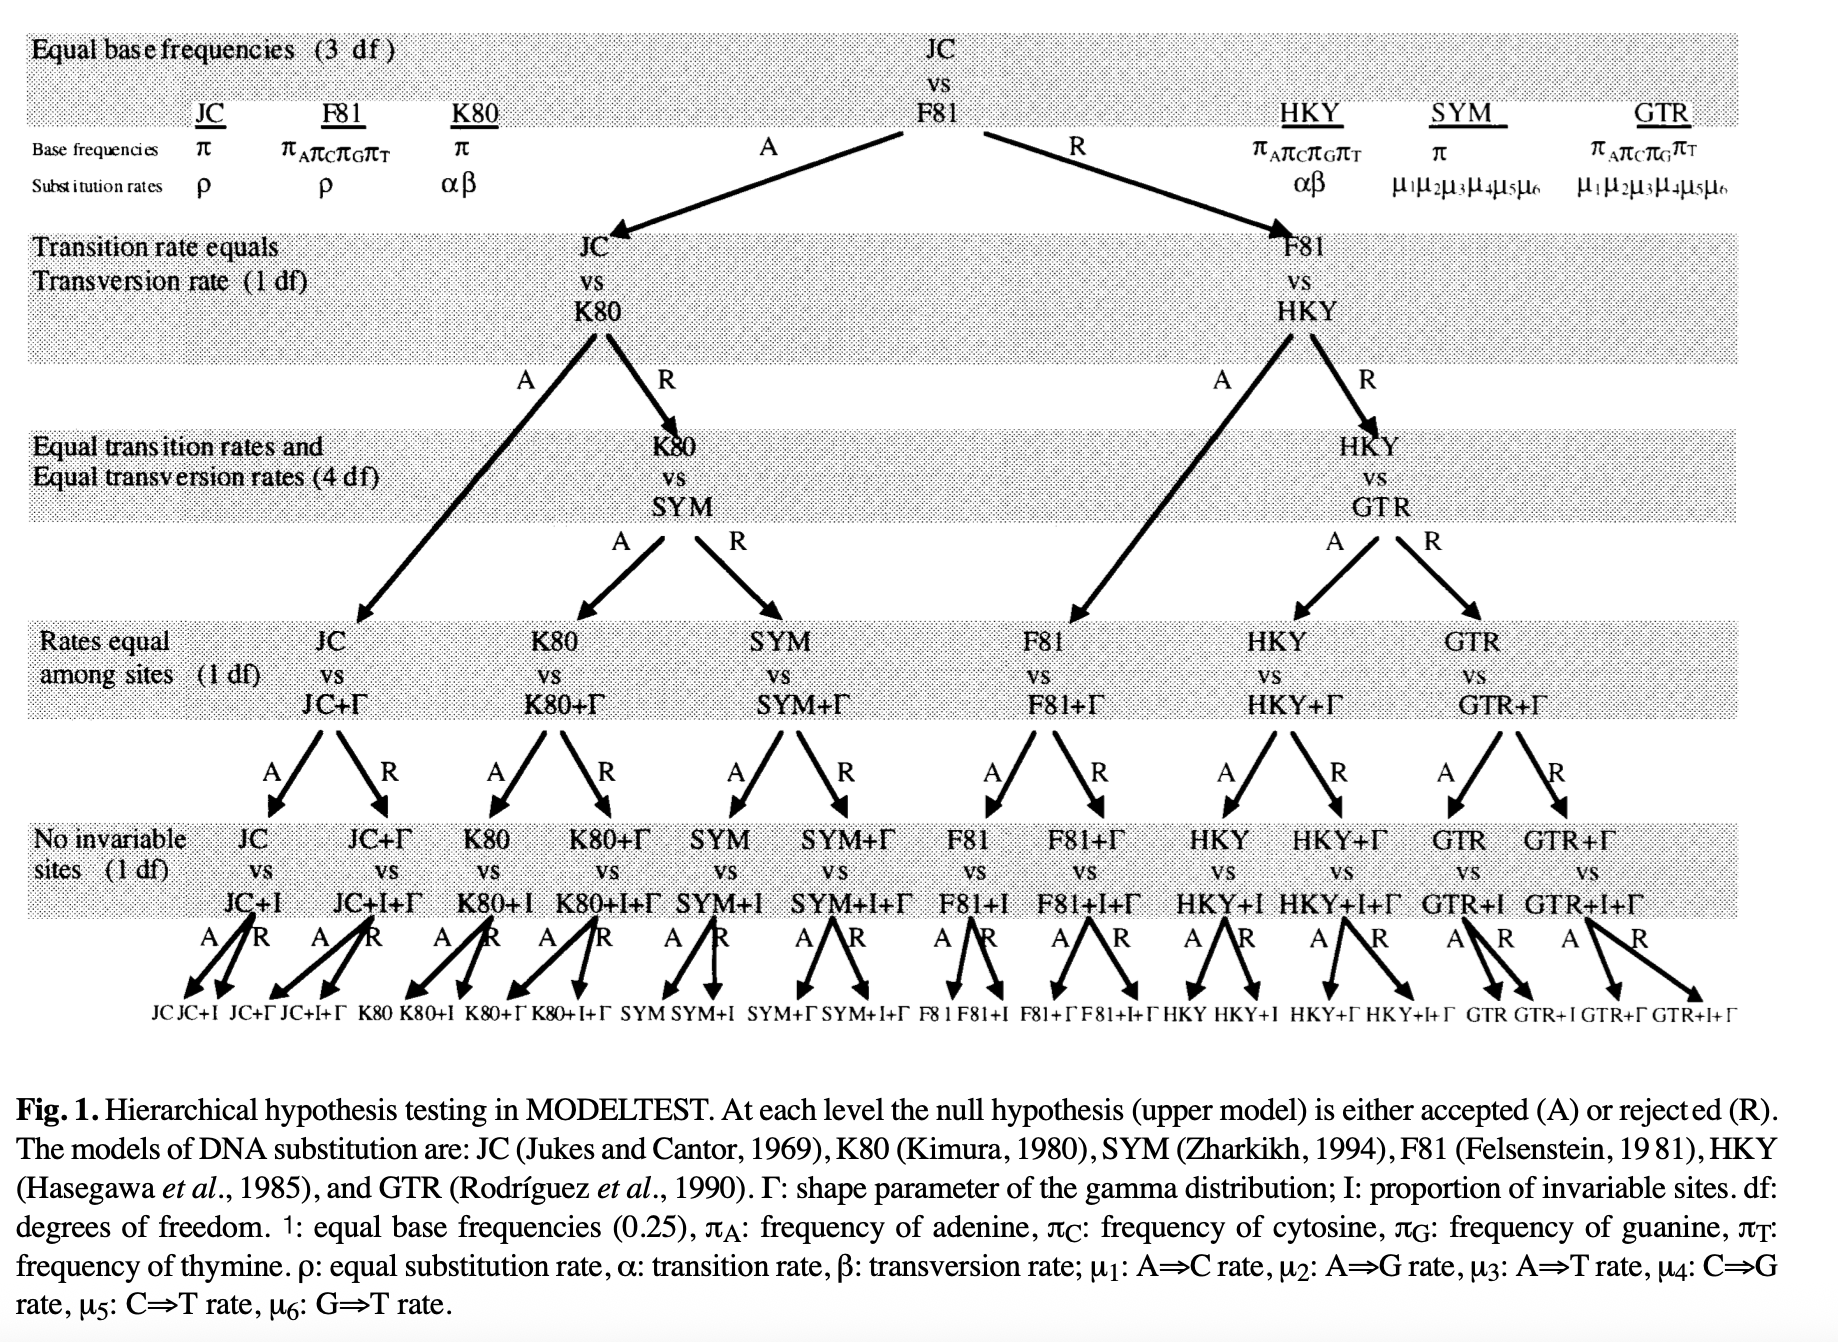 Equal base frequencies (3 df)
JC
vs
F81
JC F81 K80
HKY SYM GTR
Base frequencies π πAπCπGπT π πAπCπGπT π πAπCπGπT
Substitution rates ρ ρ αβ αβ μ1μ2μ3μ4μ5μ6 μ1μ2μ3μ4μ5μ6
A R
Transition rate equals
Transversion rate (1 df)
JC F81
vs vs
K80 HKY
A R A R
Equal transition rates and
Equal transversion rates (4 df)
K80 HKY
vs vs
SYM GTR
A R A R
Rates equal
among sites (1 df)
JC K80 SYM F81 HKY GTR
vs vs vs vs vs vs
JC+Γ K80+Γ SYM+Γ F81+Γ HKY+Γ GTR+Γ
A R A R A R A R A R A R
No invariable
sites (1 df)
JC JC+Γ K80 K80+Γ SYM SYM+Γ F81 F81+Γ HKY HKY+Γ GTR GTR+Γ
vs vs vs vs vs vs vs vs vs vs vs vs
JC+I JC+I+Γ K80+I K80+I+Γ SYM+I SYM+I+Γ F81+I F81+I+Γ HKY+I HKY+I+Γ GTR+I GTR+I+Γ
A R A R A R A R A R A R A R A R A R A R A R A R
JC JC+I JC+Γ JC+I+Γ K80 K80+I K80+Γ K80+I+Γ SYM SYM+I SYM+Γ SYM+I+Γ F81 F81+I F81+Γ F81+I+Γ HKY HKY+I HKY+Γ HKY+I+Γ GTR GTR+I GTR+Γ GTR+I+Γ
Fig. 1. Hierarchical hypothesis testing in MODELTEST. At each level the null hypothesis (upper model) is either accepted (A) or rejected (R).
The models of DNA substitution are: JC (Jukes and Cantor, 1969), K80 (Kimura, 1980), SYM (Zharkikh, 1994), F81 (Felsenstein, 1981), HKY
(Hasegawa et al., 1985), and GTR (Rodríguez et al., 1990). Γ: shape parameter of the gamma distribution; I: proportion of invariable sites. df:
degrees of freedom. 1: equal base frequencies (0.25), πA: frequency of adenine, πC: frequency of cytosine, πG: frequency of guanine, πT:
frequency of thymine. ρ: equal substitution rate, α: transition rate, β: transversion rate; μ1: A⇒C rate, μ2: A⇒G rate, μ3: A⇒T rate, μ4: C⇒G
rate, μ5: C⇒T rate, μ6: G⇒T rate.